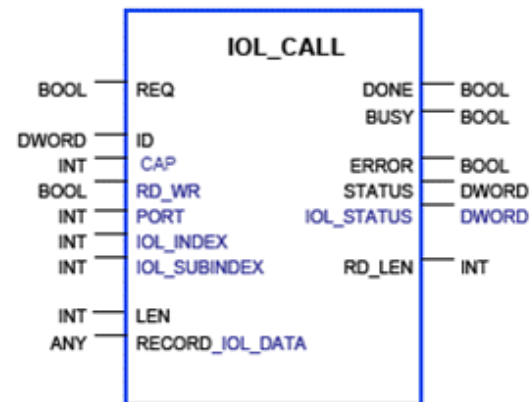 IOL_CALL
BOOL REQ DONE BOOL
BUSY BOOL
DWORD ID
INT CAP ERROR BOOL
BOOL RD_WR STATUS DWORD
INT PORT IOL_STATUS DWORD
INT IOL_INDEX
INT IOL_SUBINDEX RD_LEN INT
INT LEN
ANY RECORD_IOL_DATA